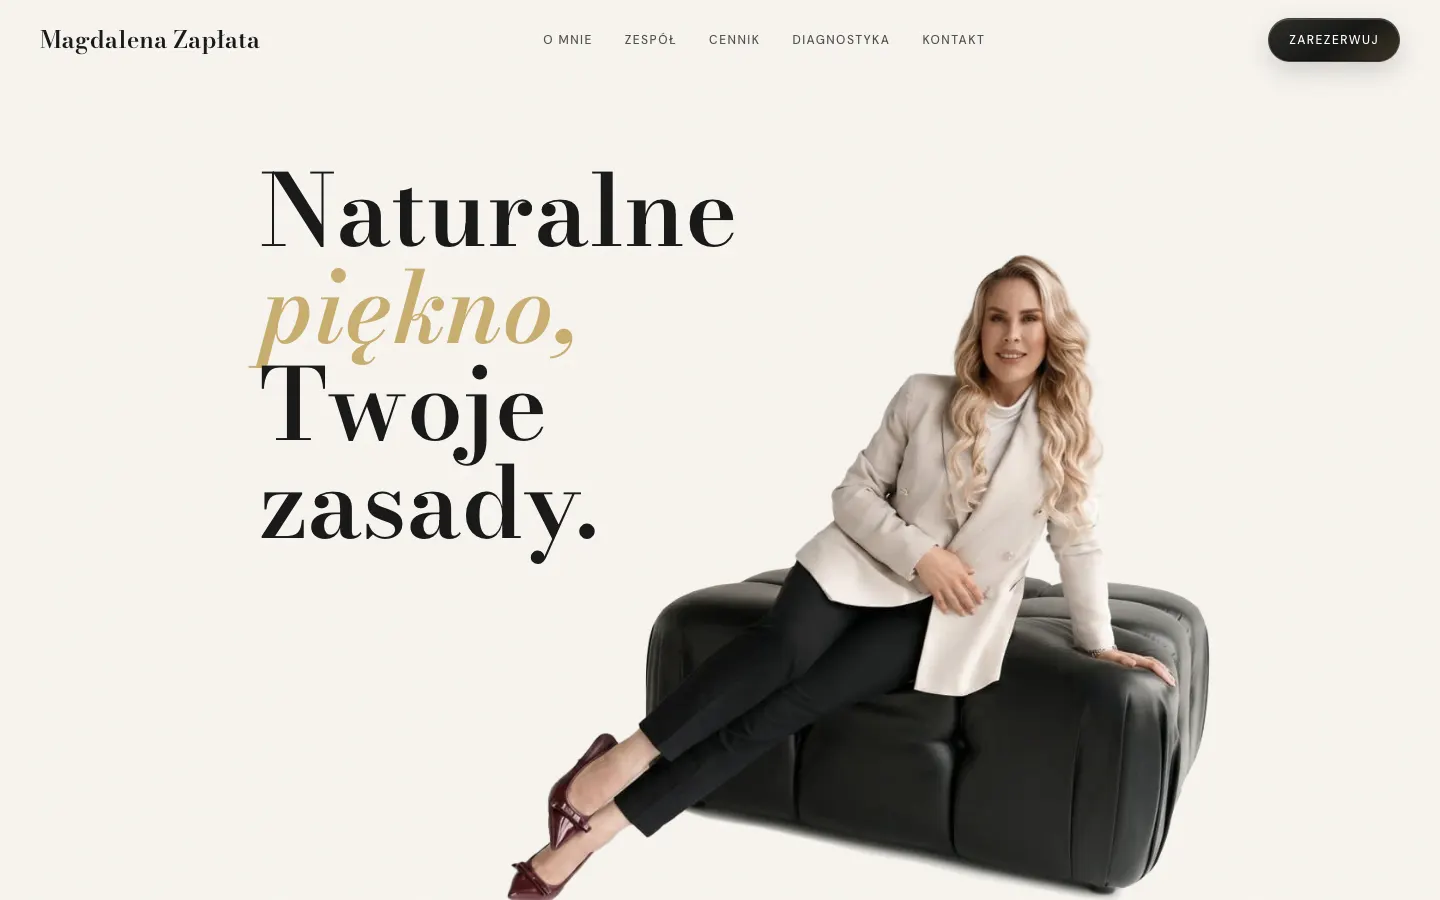 Magdalena Zapłata
O MNIE
ZESPÓŁ
CENNIK
DIAGNOSTYKA
KONTAKT
ZAREZERWUJ
Naturalne
piękno,
Twoje
zasady.